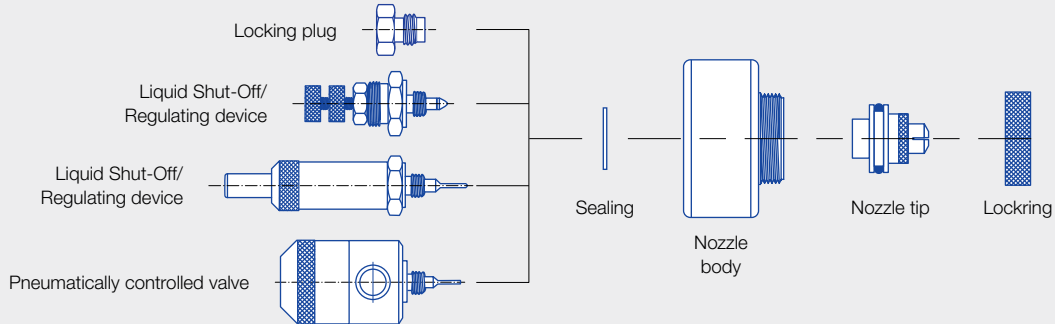 Locking plug
Liquid Shut-Off/
Regulating device
Liquid Shut-Off/
Regulating device
Pneumatically controlled valve
Sealing
Nozzle
body
Nozzle tip
Lockring